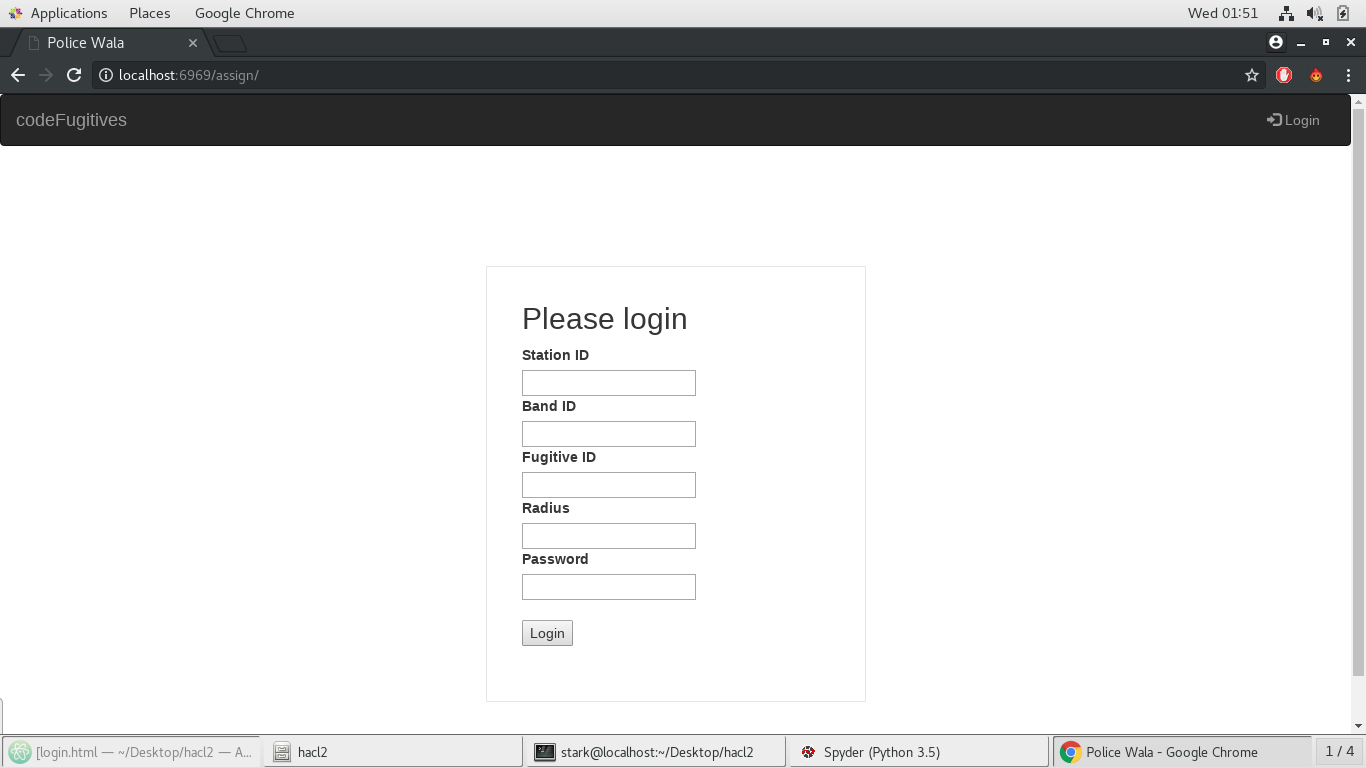 Applications Places Google Chrome Wed 01:51
Police Wala
localhost:6969/assign/
codeFugitives Login
Please login
Station ID
Band ID
Fugitive ID
Radius
Password
Login
[login.html — ~/Desktop/hacl2 — A... hacl2 stark@localhost:~/Desktop/hacl2 Spyder (Python 3.5) Police Wala - Google Chrome 1 / 4